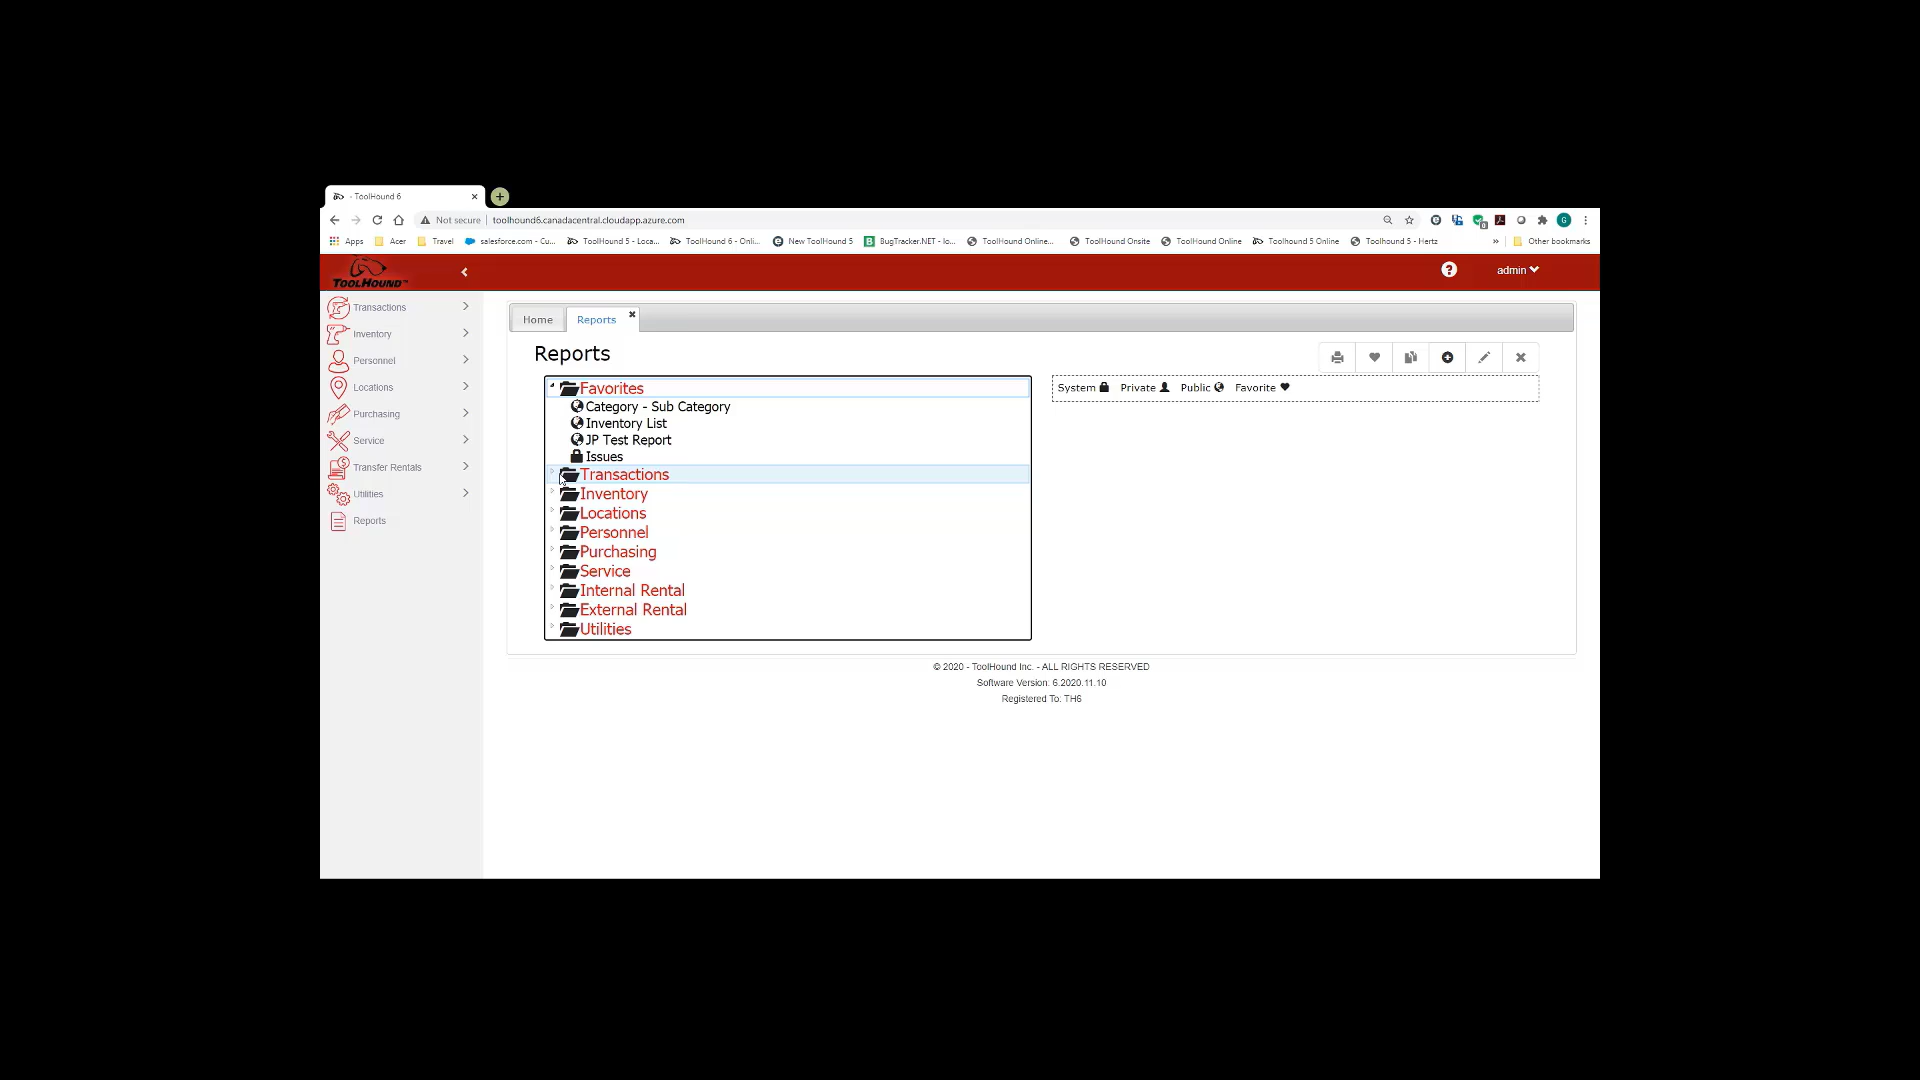 - ToolHound 6
Not secure | toolhound6.canadacentral.cloudapp.azure.com
Apps Acer Travel salesforce.com - Cu... ToolHound 5 - Loca... ToolHound 6 - Onli... New ToolHound 5 BugTracker.NET - lo... ToolHound Online... ToolHound Onsite ToolHound Online ToolHound 5 Online Toolhound 5 - Hertz » Other bookmarks
TOOLHOUND™
admin
Transactions
Inventory
Personnel
Locations
Purchasing
Service
Transfer Rentals
Utilities
Reports
Home Reports
Reports
Favorites
Category - Sub Category
Inventory List
JP Test Report
Issues
Transactions
Inventory
Locations
Personnel
Purchasing
Service
Internal Rental
External Rental
Utilities
System Private Public Favorite
© 2020 - ToolHound Inc. - ALL RIGHTS RESERVED
Software Version: 6.2020.11.10
Registered To: TH6